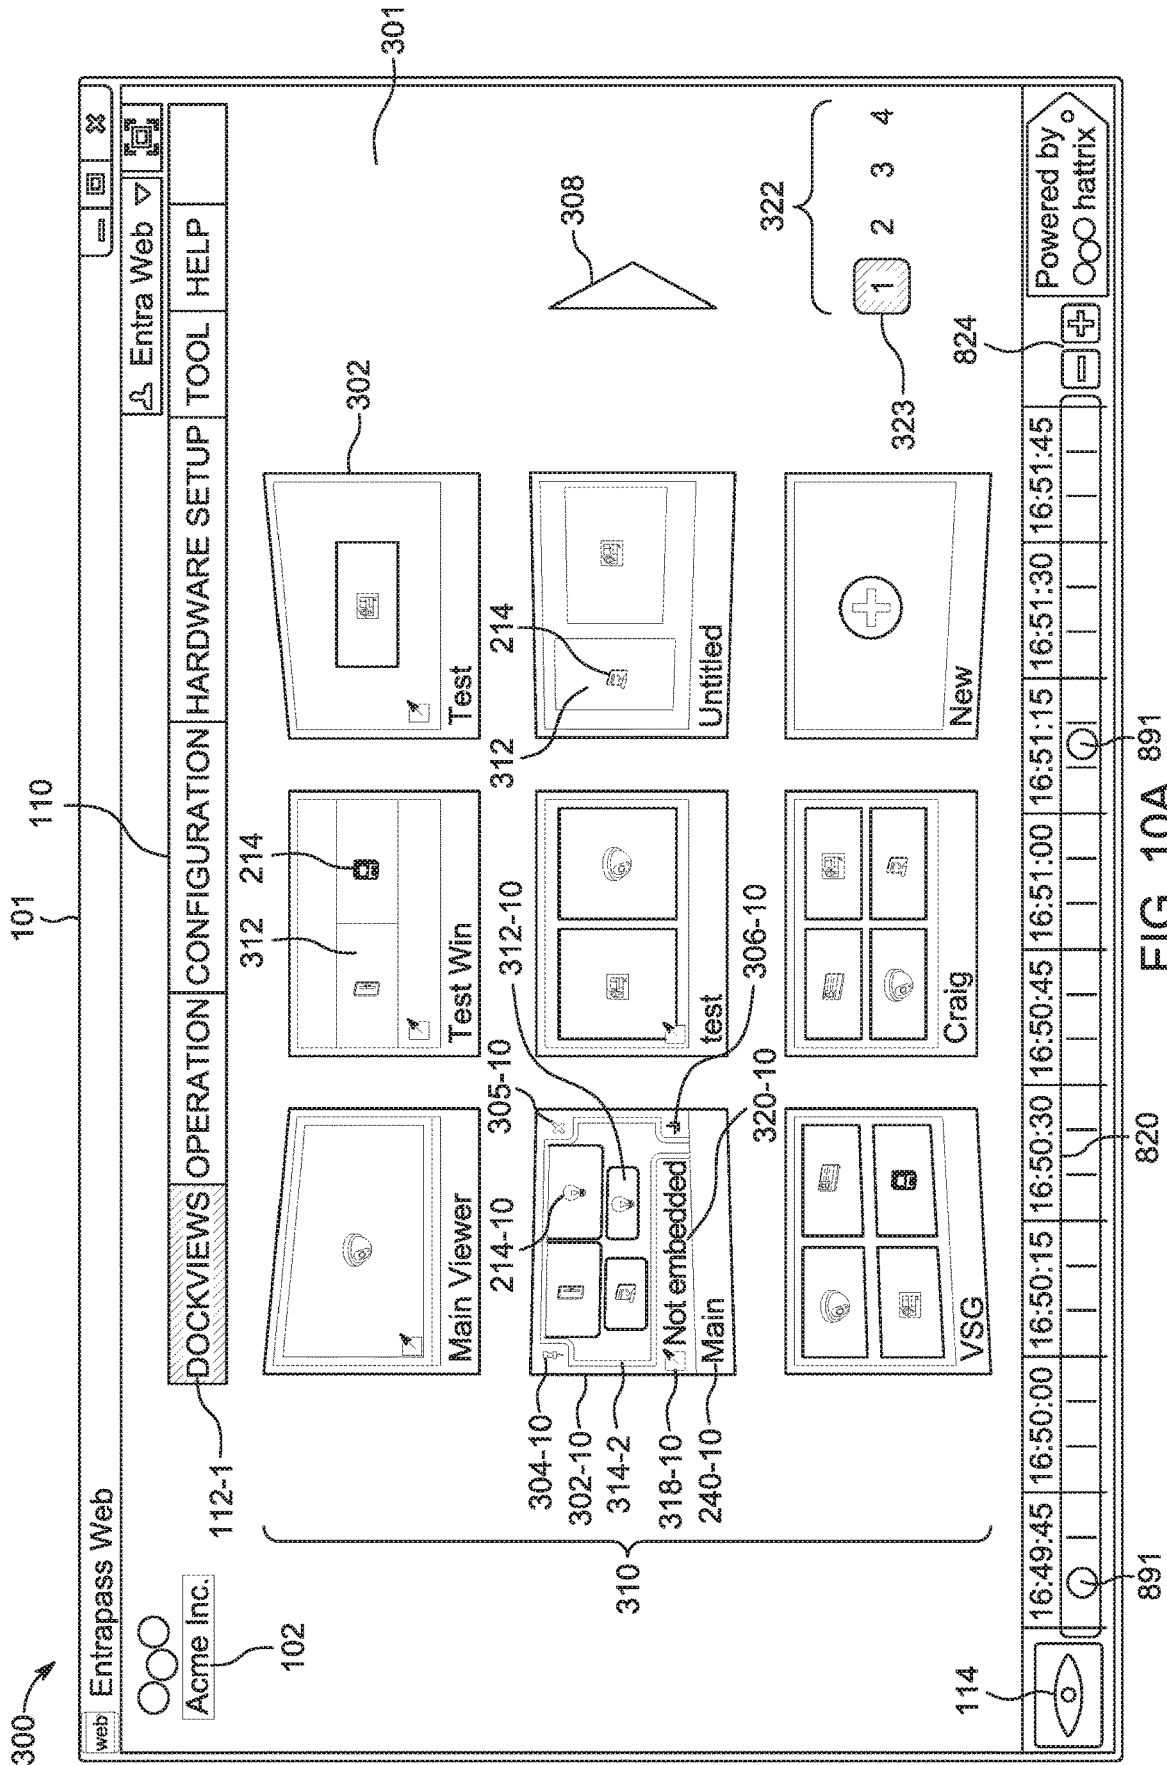 300
101
110
web Entrapass Web
Acme Inc.
102
Entra Web
112-1
DOCKVIEWS OPERATION CONFIGURATION HARDWARE SETUP TOOL HELP
301
312
214
302
Main Viewer
Test Win
Test
310
304-10
302-10
314-2
318-10
240-10
214-10
305-10
312-10
306-10
320-10
312
214
308
Not embedded
Main
test
Untitled
VSG
Craig
New
322
1 2 3 4
323
824
114
16:49:45 16:50:00 16:50:15 16:50:30 16:50:45 16:51:00 16:51:15 16:51:30 16:51:45
Powered by
hattrix
891
820
891
FIG. 10A